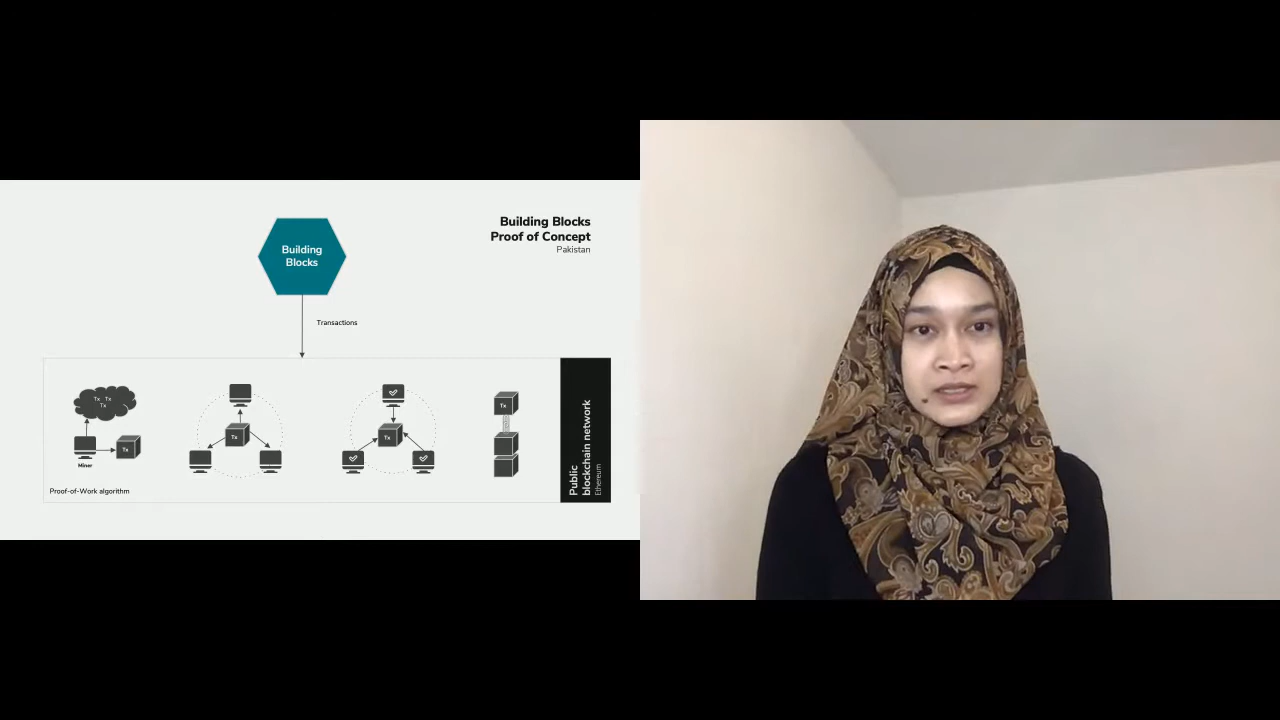 Building Blocks
Proof of Concept
Pakistan
Building
Blocks
Transactions
Tx Tx
Tx
Tx
Miner
Proof-of-Work algorithm
Tx
Tx
Tx
Public
blockchain network
Ethereum